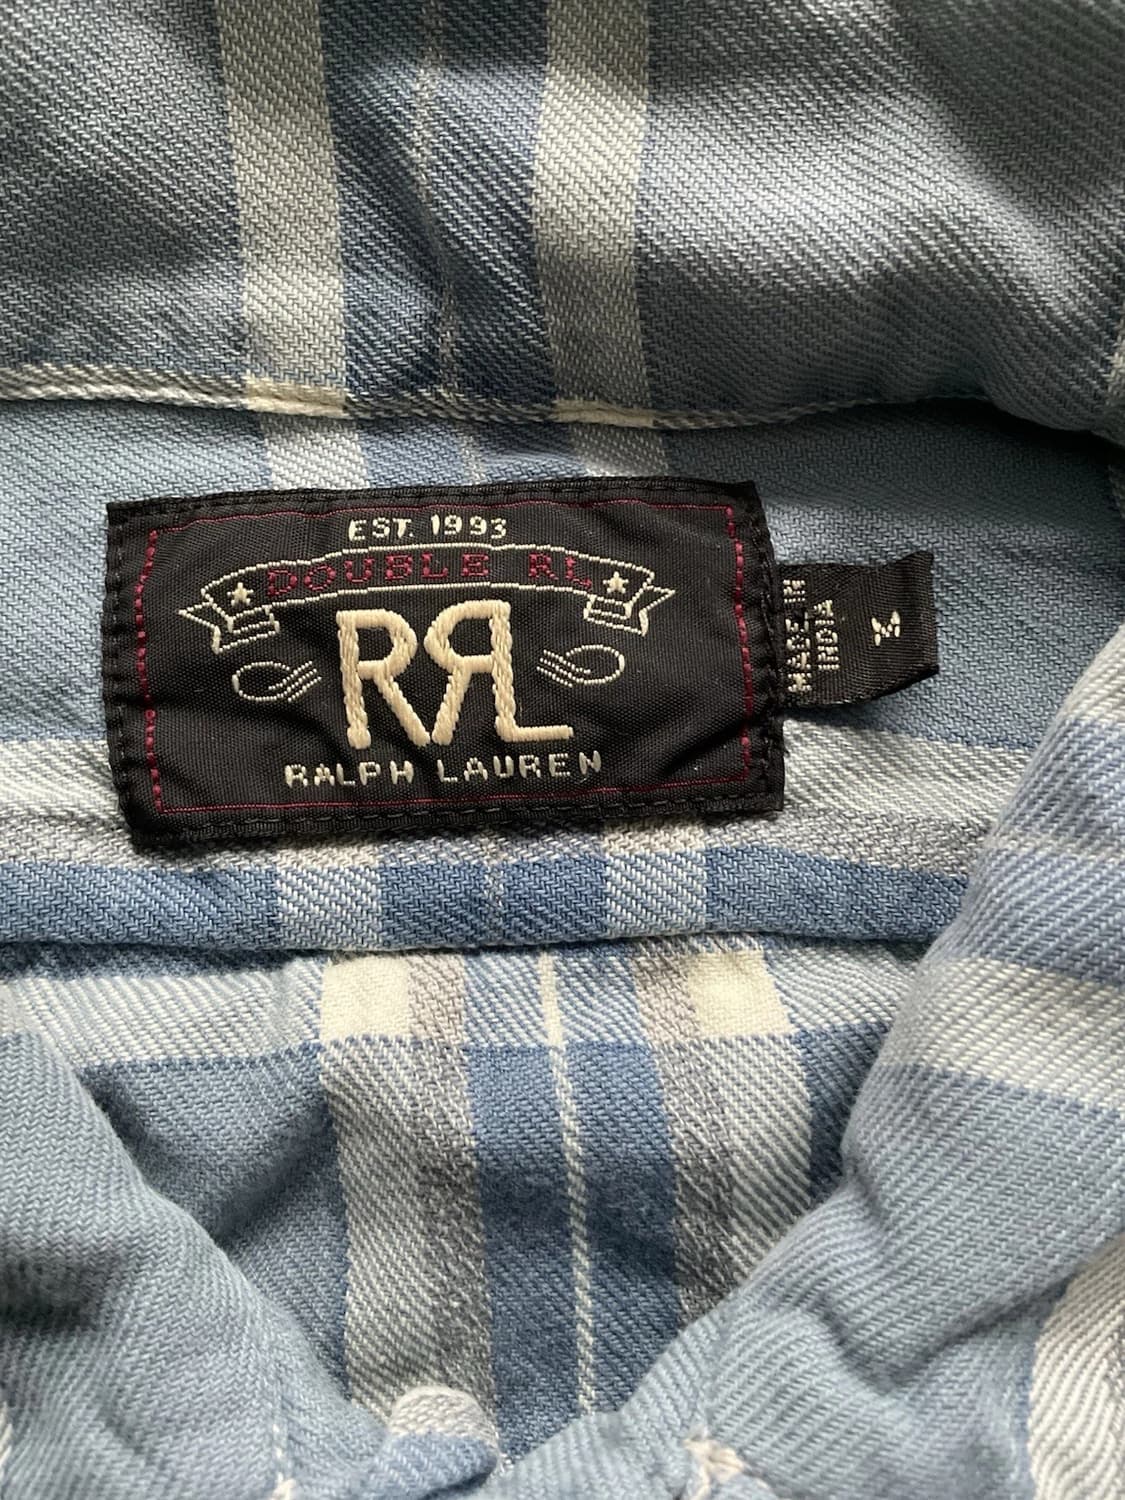 EST. 1993
DOUBLE RL
RRL
RALPH LAUREN
MADE IN
INDIA
M